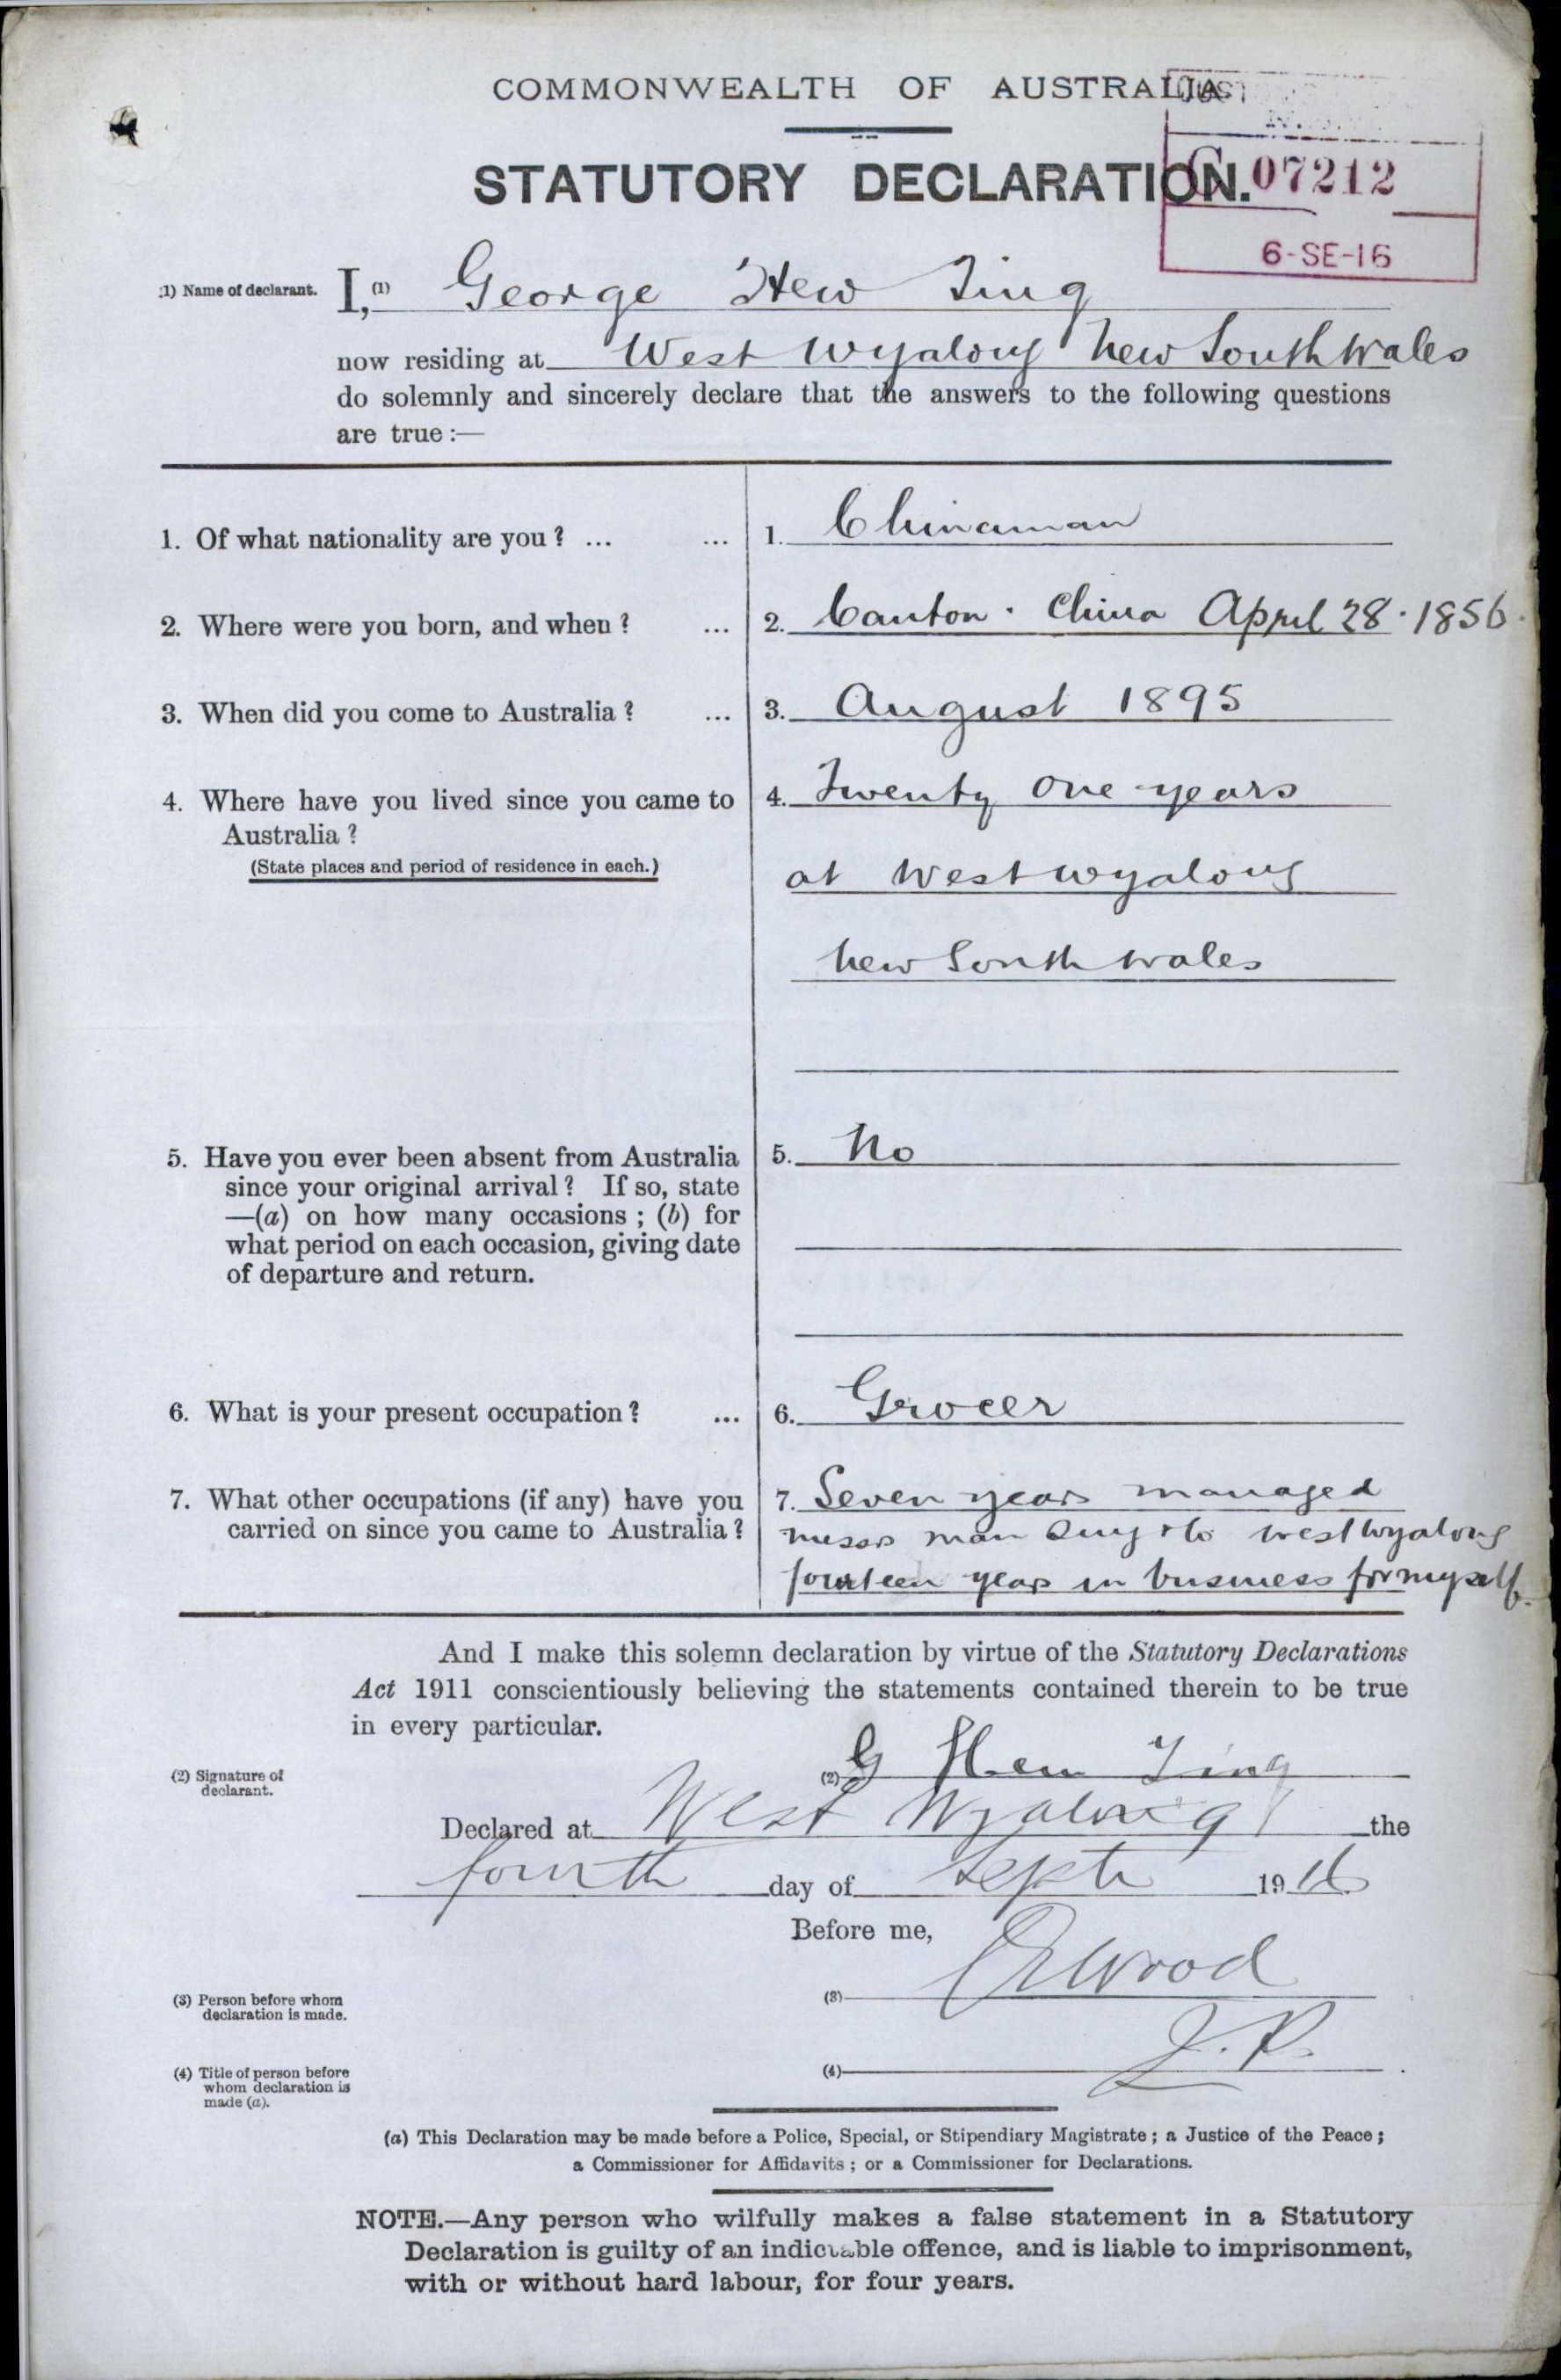 COMMONWEALTH OF AUSTRALIA.
STATUTORY DECLARATION.
C 07212
6-SE-16
(1) Name of declarant. I, (1) George Hew Ting
now residing at West Wyalong New South Wales
do solemnly and sincerely declare that the answers to the following questions
are true :—
1. Of what nationality are you ? ... ... 1. Chinaman
2. Where were you born, and when ? ... 2. Canton . China April 28 . 1856.
3. When did you come to Australia ? ... 3. August 1895
4. Where have you lived since you came to 4. Twenty one years
Australia ?
(State places and period of residence in each.) at West Wyalong
New South Wales
5. Have you ever been absent from Australia 5. No
since your original arrival ? If so, state
—(a) on how many occasions ; (b) for
what period on each occasion, giving date
of departure and return.
6. What is your present occupation ? ... 6. Grocer
7. What other occupations (if any) have you 7. Seven years managed
carried on since you came to Australia ? messrs man & Co West Wyalong
fourteen years in business for myself.
And I make this solemn declaration by virtue of the Statutory Declarations
Act 1911 conscientiously believing the statements contained therein to be true
in every particular.
(2) Signature of (2) G Hew Ting
declarant.
Declared at West Wyalong the
fourth day of Septr 1916
Before me,
(3) Person before whom (3) Wood
declaration is made.
(4) Title of person before (4) J.P.
whom declaration is
made (a).
(a) This Declaration may be made before a Police, Special, or Stipendiary Magistrate ; a Justice of the Peace ;
a Commissioner for Affidavits ; or a Commissioner for Declarations.
NOTE.—Any person who wilfully makes a false statement in a Statutory
Declaration is guilty of an indictable offence, and is liable to imprisonment,
with or without hard labour, for four years.